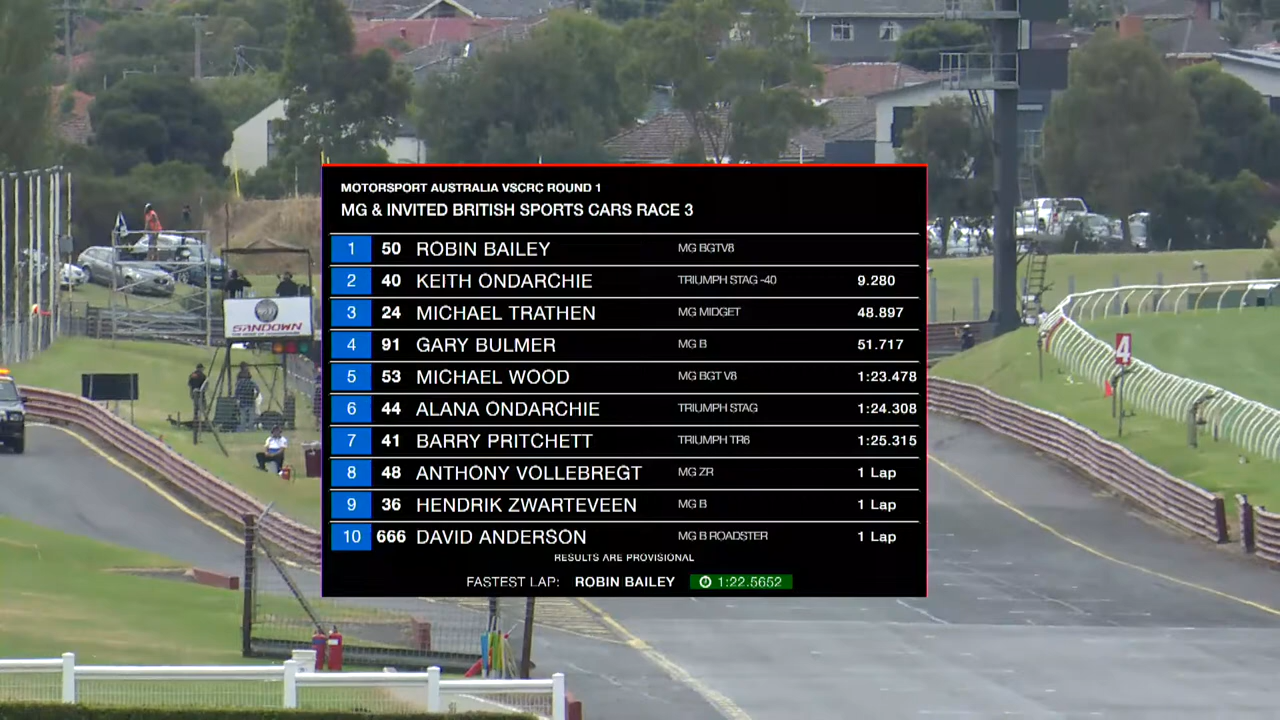 MOTORSPORT AUSTRALIA VSCRC ROUND 1
MG & INVITED BRITISH SPORTS CARS RACE 3
1 50 ROBIN BAILEY MG BGTV8
2 40 KEITH ONDARCHIE TRIUMPH STAG -40 9.280
3 24 MICHAEL TRATHEN MG MIDGET 48.897
4 91 GARY BULMER MG B 51.717
5 53 MICHAEL WOOD MG BGT V8 1:23.478
6 44 ALANA ONDARCHIE TRIUMPH STAG 1:24.308
7 41 BARRY PRITCHETT TRIUMPH TR6 1:25.315
8 48 ANTHONY VOLLEBREGT MG ZR 1 Lap
9 36 HENDRIK ZWARTEVEEN MG B 1 Lap
10 666 DAVID ANDERSON MG B ROADSTER 1 Lap
RESULTS ARE PROVISIONAL
FASTEST LAP: ROBIN BAILEY 1:22.5652
SANDOWN
4